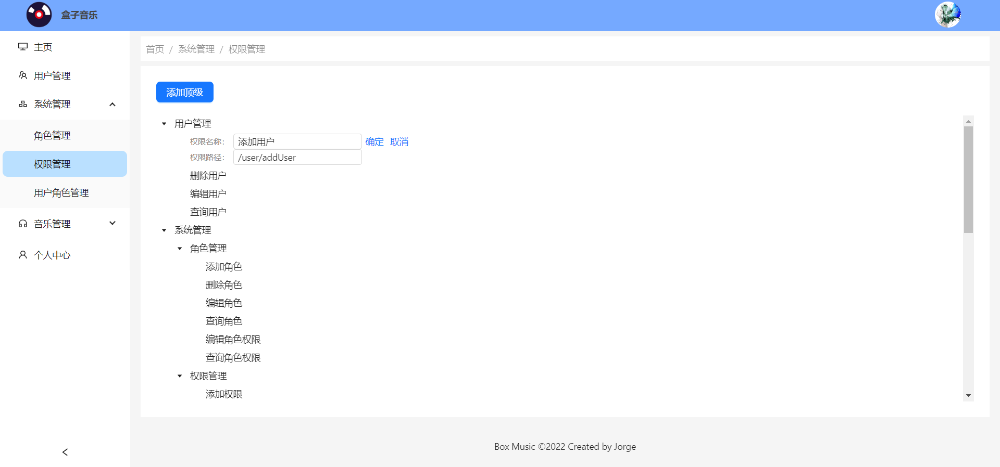 盒子音乐
主页
用户管理
系统管理
角色管理
权限管理
用户角色管理
音乐管理
个人中心
首页 / 系统管理 / 权限管理
添加顶级
用户管理
权限名称： 添加用户 确定 取消
权限路径： /user/addUser
删除用户
编辑用户
查询用户
系统管理
角色管理
添加角色
删除角色
编辑角色
查询角色
编辑角色权限
查询角色权限
权限管理
添加权限
Box Music ©2022 Created by Jorge